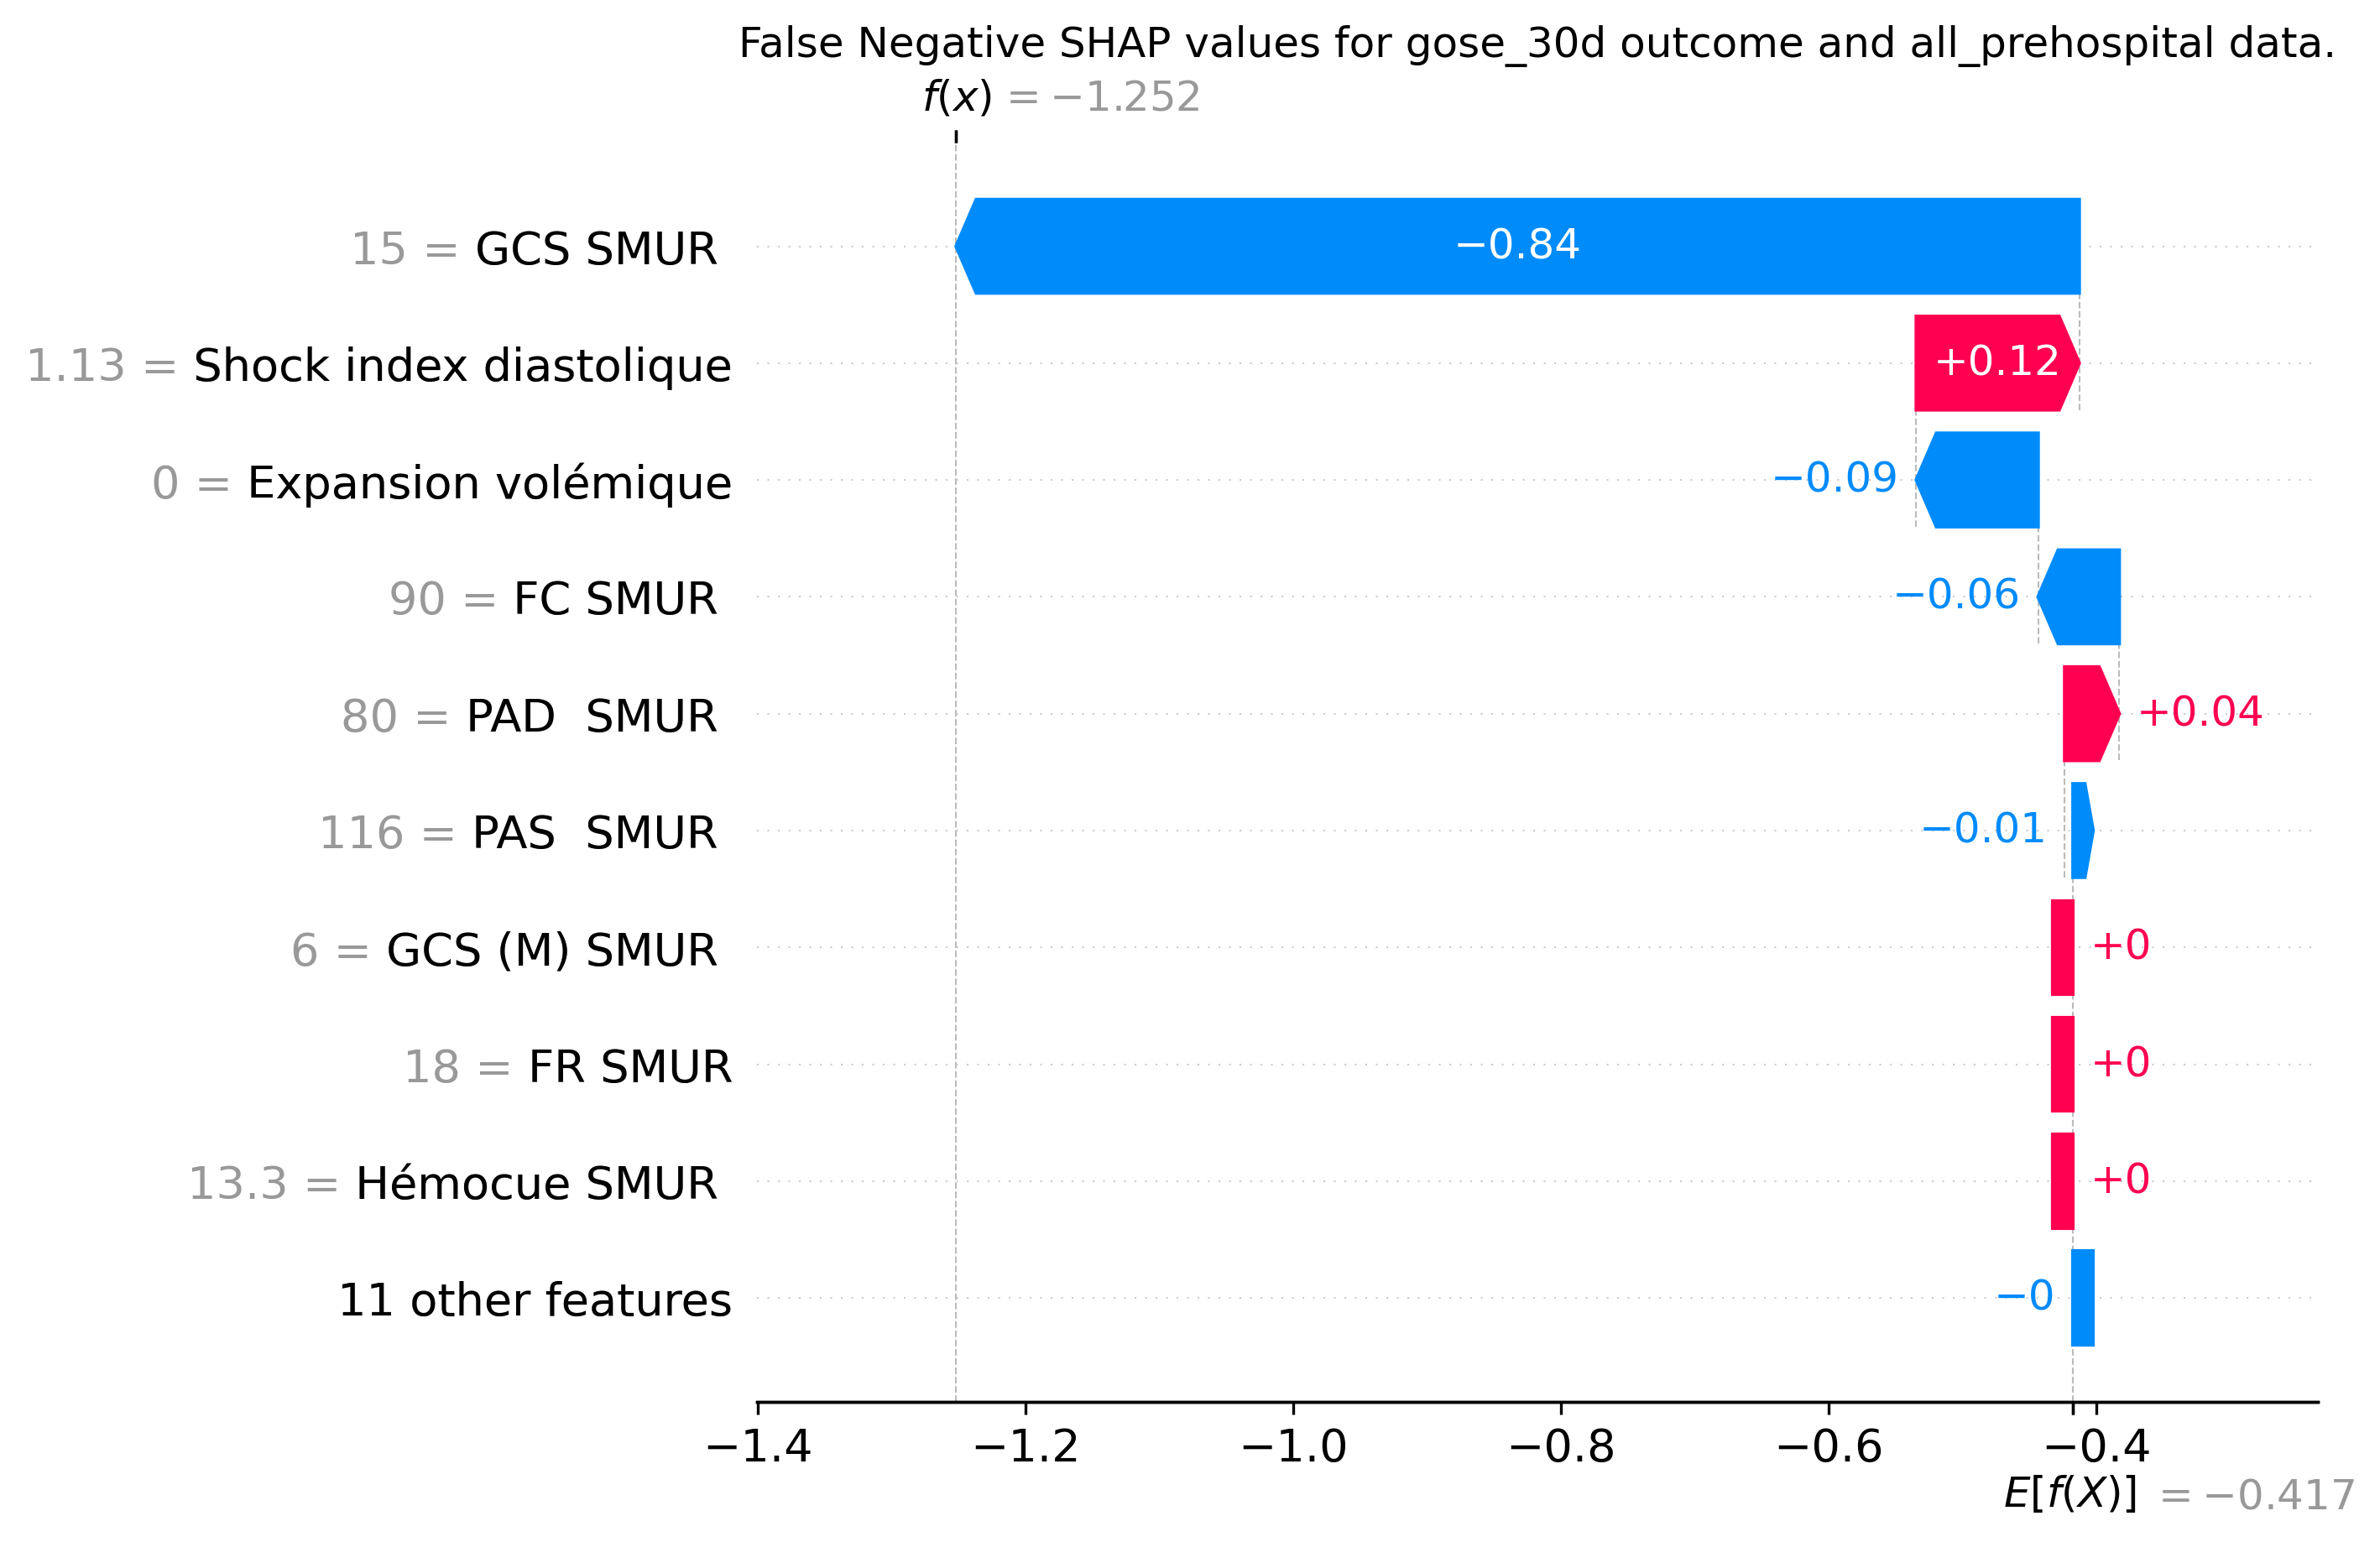 False Negative SHAP values for gose_30d outcome and all_prehospital data.
f(x) = −1.252
15 = GCS SMUR
−0.84
1.13 = Shock index diastolique
+0.12
0 = Expansion volémique
−0.09
90 = FC SMUR
−0.06
80 = PAD  SMUR
+0.04
116 = PAS  SMUR
−0.01
6 = GCS (M) SMUR
+0
18 = FR SMUR
+0
13.3 = Hémocue SMUR
+0
11 other features
−0
−1.4 −1.2 −1.0 −0.8 −0.6 −0.4
E[f(X)] = −0.417